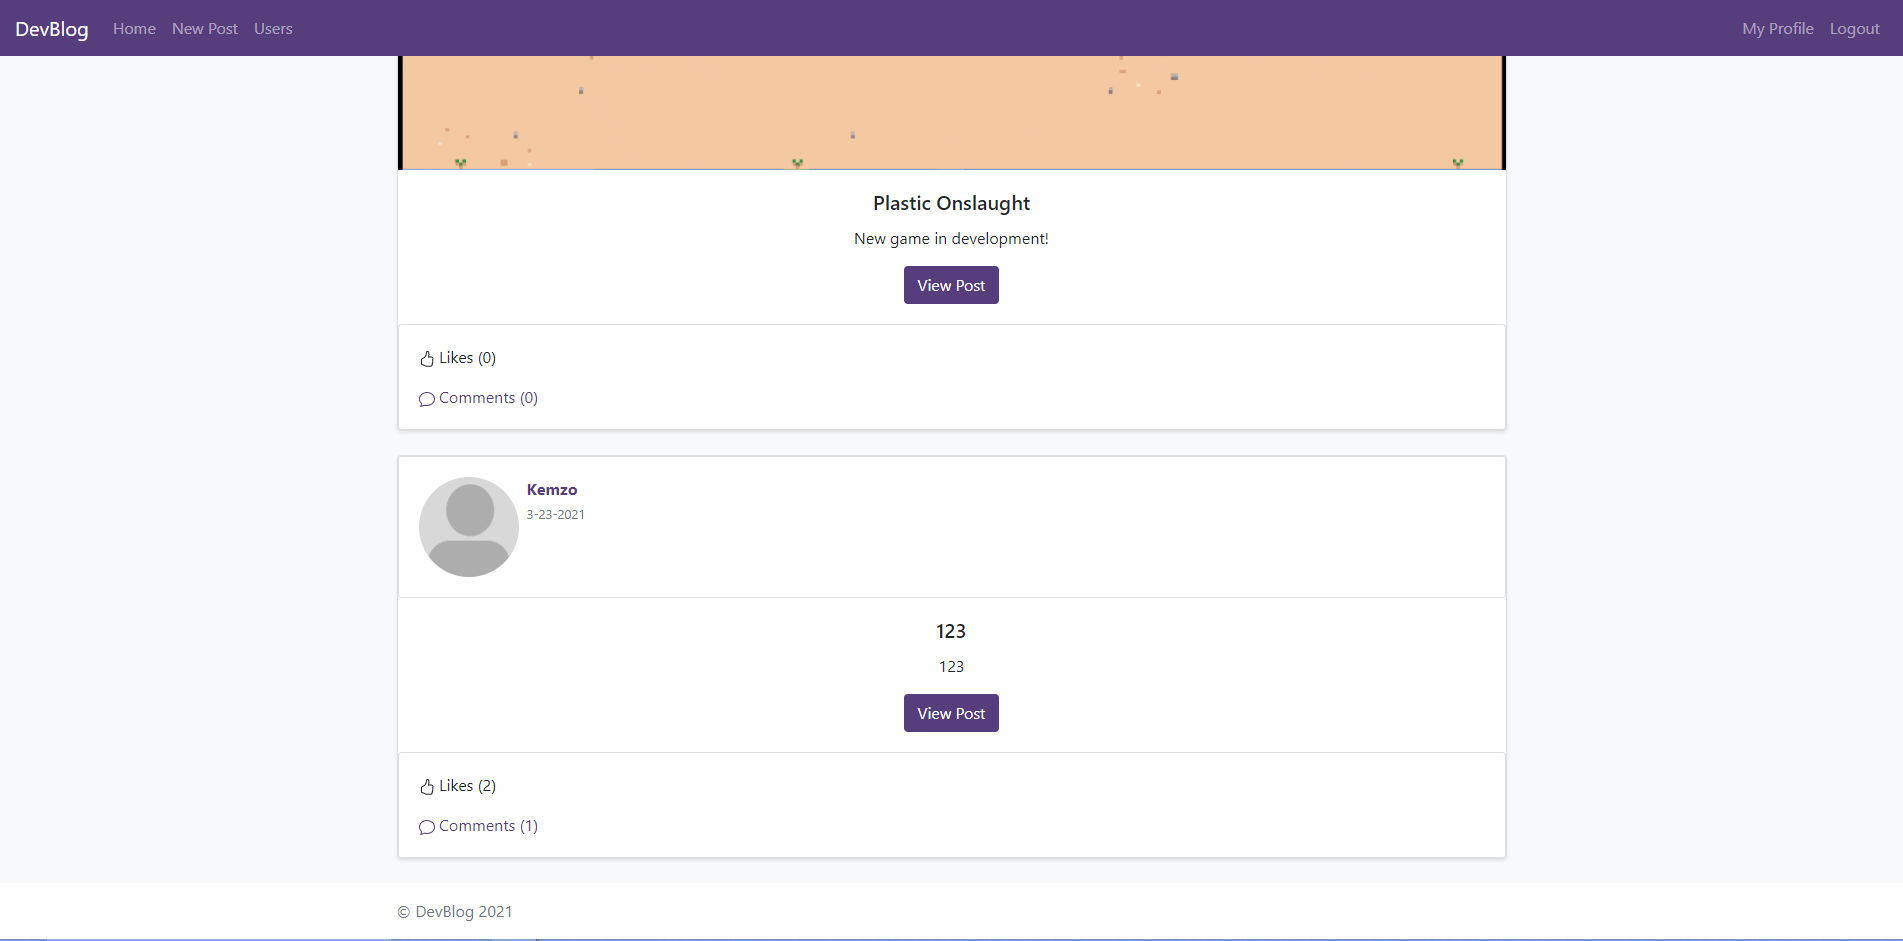 DevBlog Home New Post Users My Profile Logout
Plastic Onslaught
New game in development!
View Post
Likes (0)
Comments (0)
Kemzo
3-23-2021
123
123
View Post
Likes (2)
Comments (1)
© DevBlog 2021